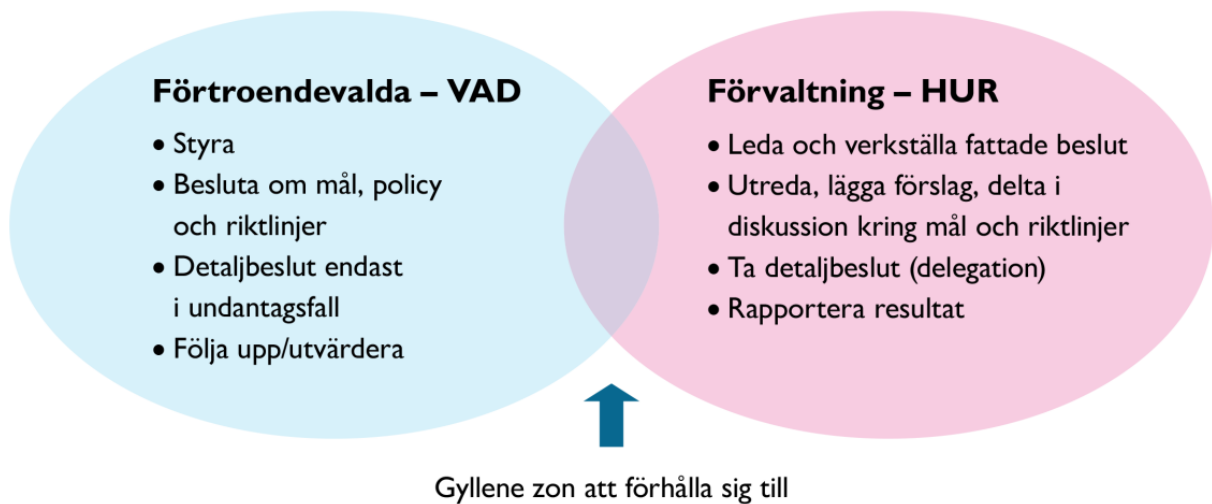 Förtroendevalda – VAD
• Styra
• Besluta om mål, policy
och riktlinjer
• Detaljbeslut endast
i undantagsfall
• Följa upp/utvärdera
Förvaltning – HUR
• Leda och verkställa fattade beslut
• Utreda, lägga förslag, delta i
diskussion kring mål och riktlinjer
• Ta detaljbeslut (delegation)
• Rapportera resultat
Gyllene zon att förhålla sig till